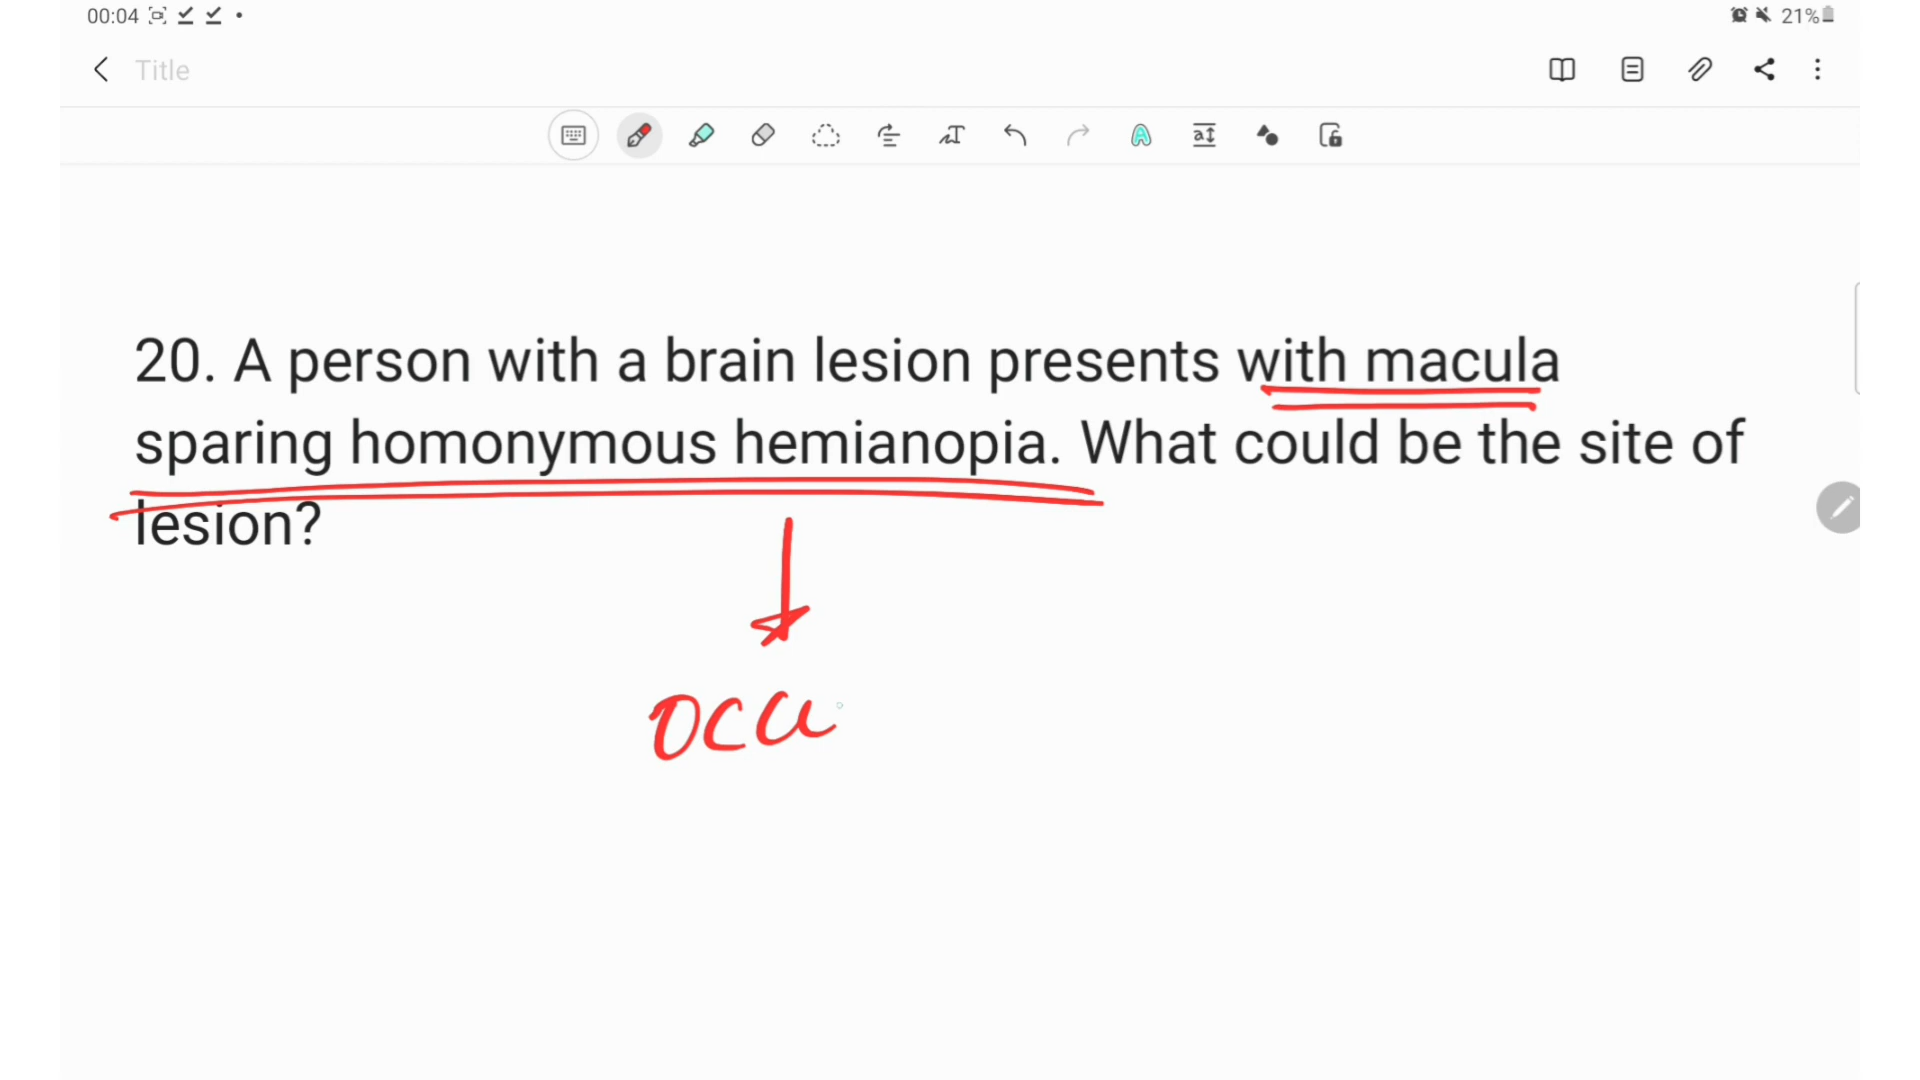 00:04
21%
Title
20. A person with a brain lesion presents with macula
sparing homonymous hemianopia. What could be the site of
lesion?
occi